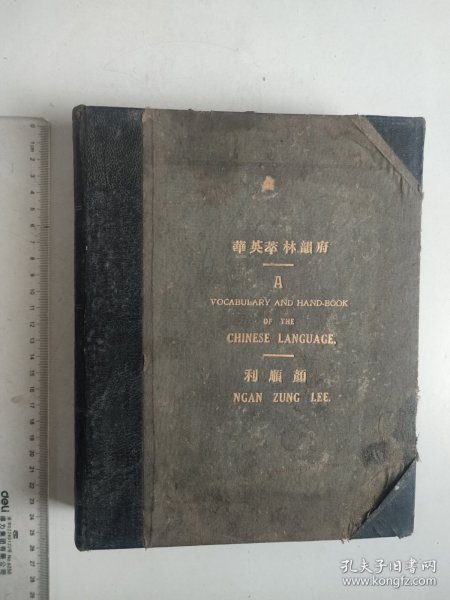 華英萃林韻府
A
VOCABULARY AND HAND-BOOK
OF THE
CHINESE LANGUAGE.
利順顏
NGAN ZUNG LEE.
deli
孔夫子旧书网
www.kongfz.com